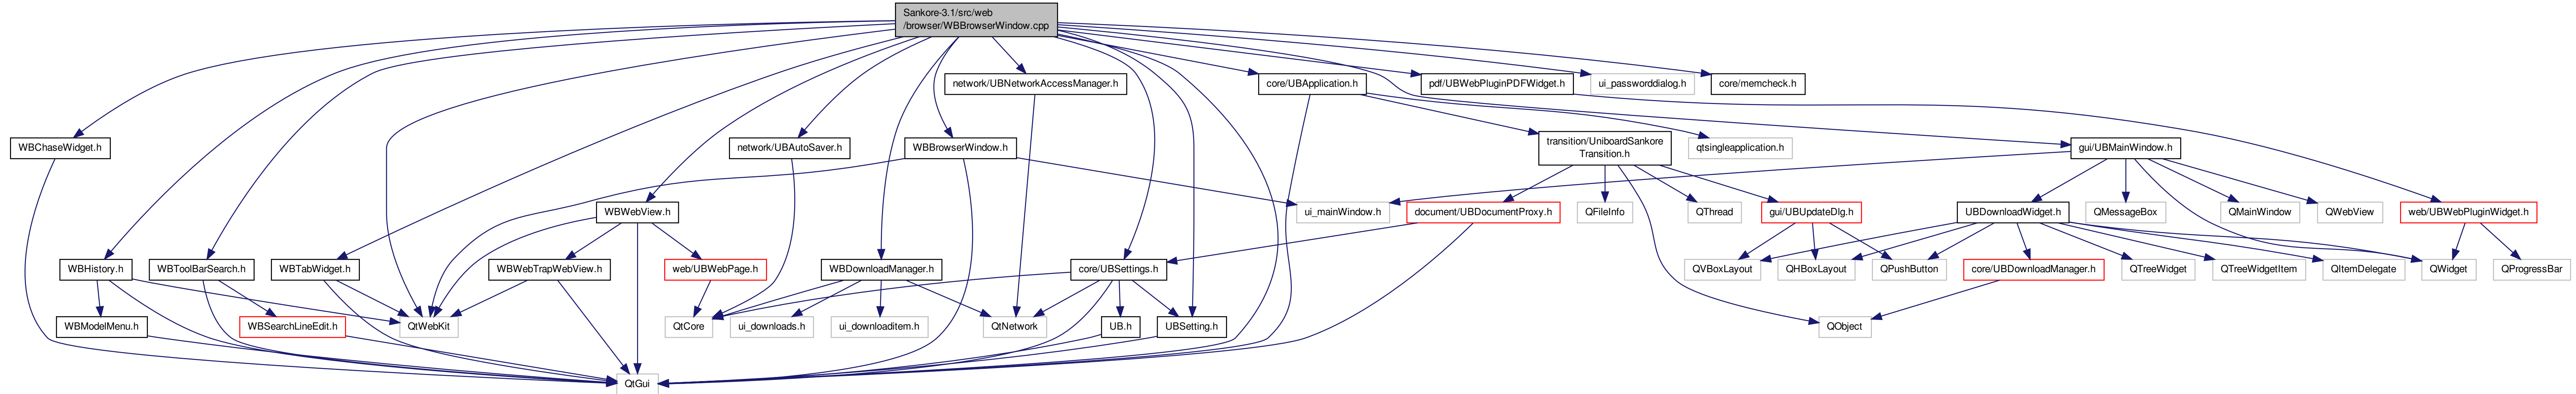 Sankore-3.1/src/web
/browser/WBBrowserWindow.cpp
network/UBNetworkAccessManager.h
core/UBApplication.h
pdf/UBWebPluginPDFWidget.h
ui_passworddialog.h
core/memcheck.h
WBChaseWidget.h
network/UBAutoSaver.h
WBBrowserWindow.h
transition/UniboardSankore
Transition.h
qtsingleapplication.h
gui/UBMainWindow.h
WBWebView.h
ui_mainWindow.h
document/UBDocumentProxy.h
QFileInfo
QThread
gui/UBUpdateDlg.h
UBDownloadWidget.h
QMessageBox
QMainWindow
QWebView
web/UBWebPluginWidget.h
WBHistory.h
WBToolBarSearch.h
WBTabWidget.h
WBWebTrapWebView.h
web/UBWebPage.h
WBDownloadManager.h
core/UBSettings.h
QVBoxLayout
QHBoxLayout
QPushButton
core/UBDownloadManager.h
QTreeWidget
QTreeWidgetItem
QItemDelegate
QWidget
QProgressBar
WBModelMenu.h
WBSearchLineEdit.h
QtWebKit
QtCore
ui_downloads.h
ui_downloaditem.h
QtNetwork
UB.h
UBSetting.h
QObject
QtGui